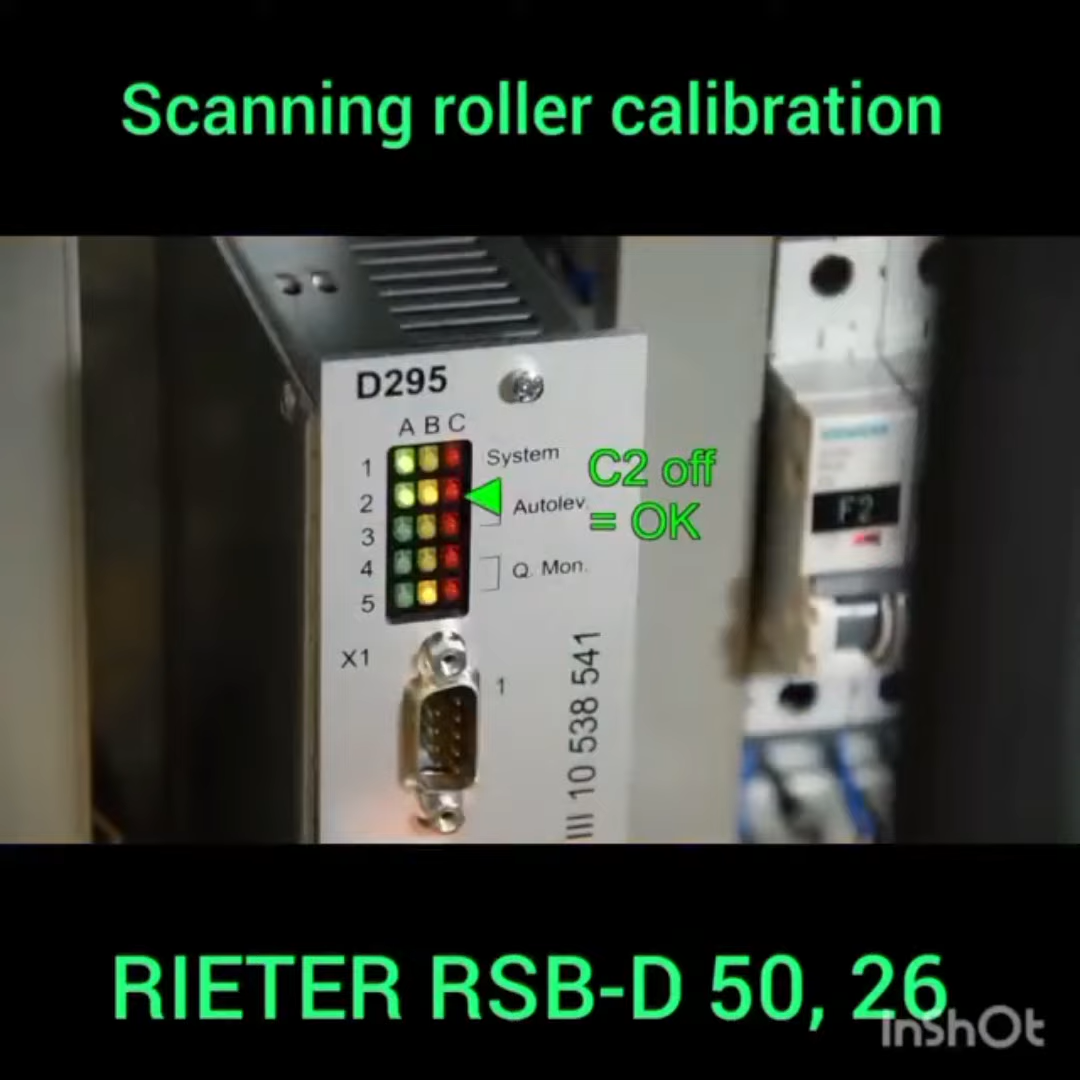 Scanning roller calibration
D295
A B C
1
2
3
4
5
System
Autolev.
Q. Mon.
C2 off
= OK
X1
1
III 10 538 541
SIEMENS
F2
RIETER RSB-D 50, 26
InShOt